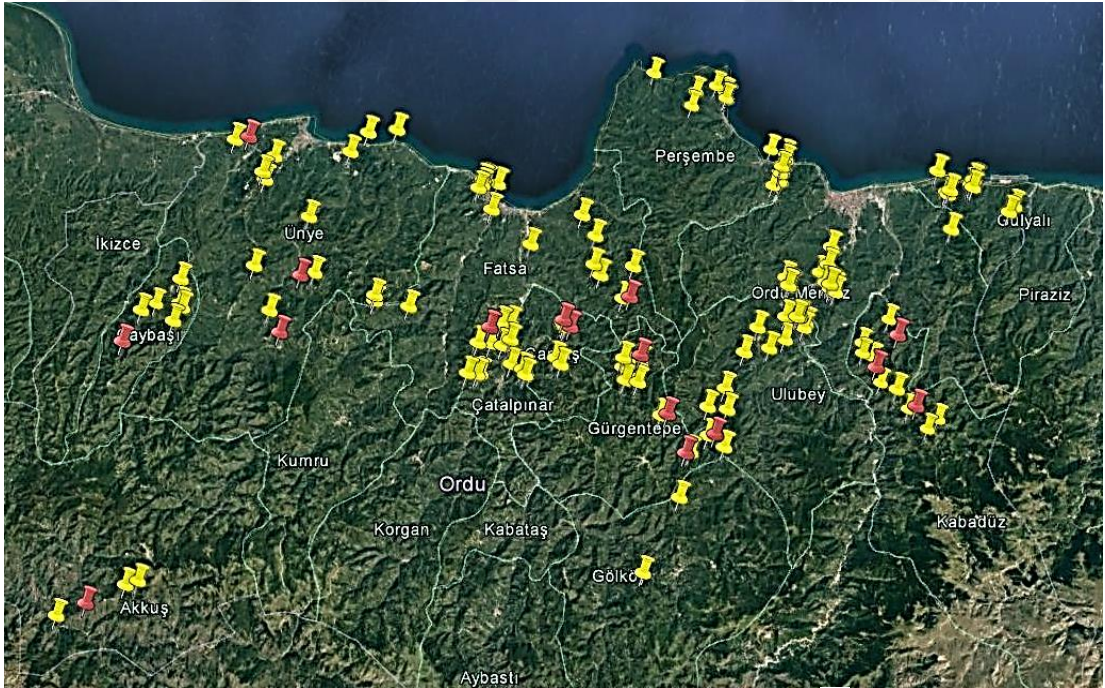 Perşembe
Gülyalı
Ünye
İkizce
Fatsa
Piraziz
Ulubey
Çatalpınar
Gürgentepe
Kumru
Ordu
Korgan
Kabataş
Kabadüz
Akkuş
Aybastı